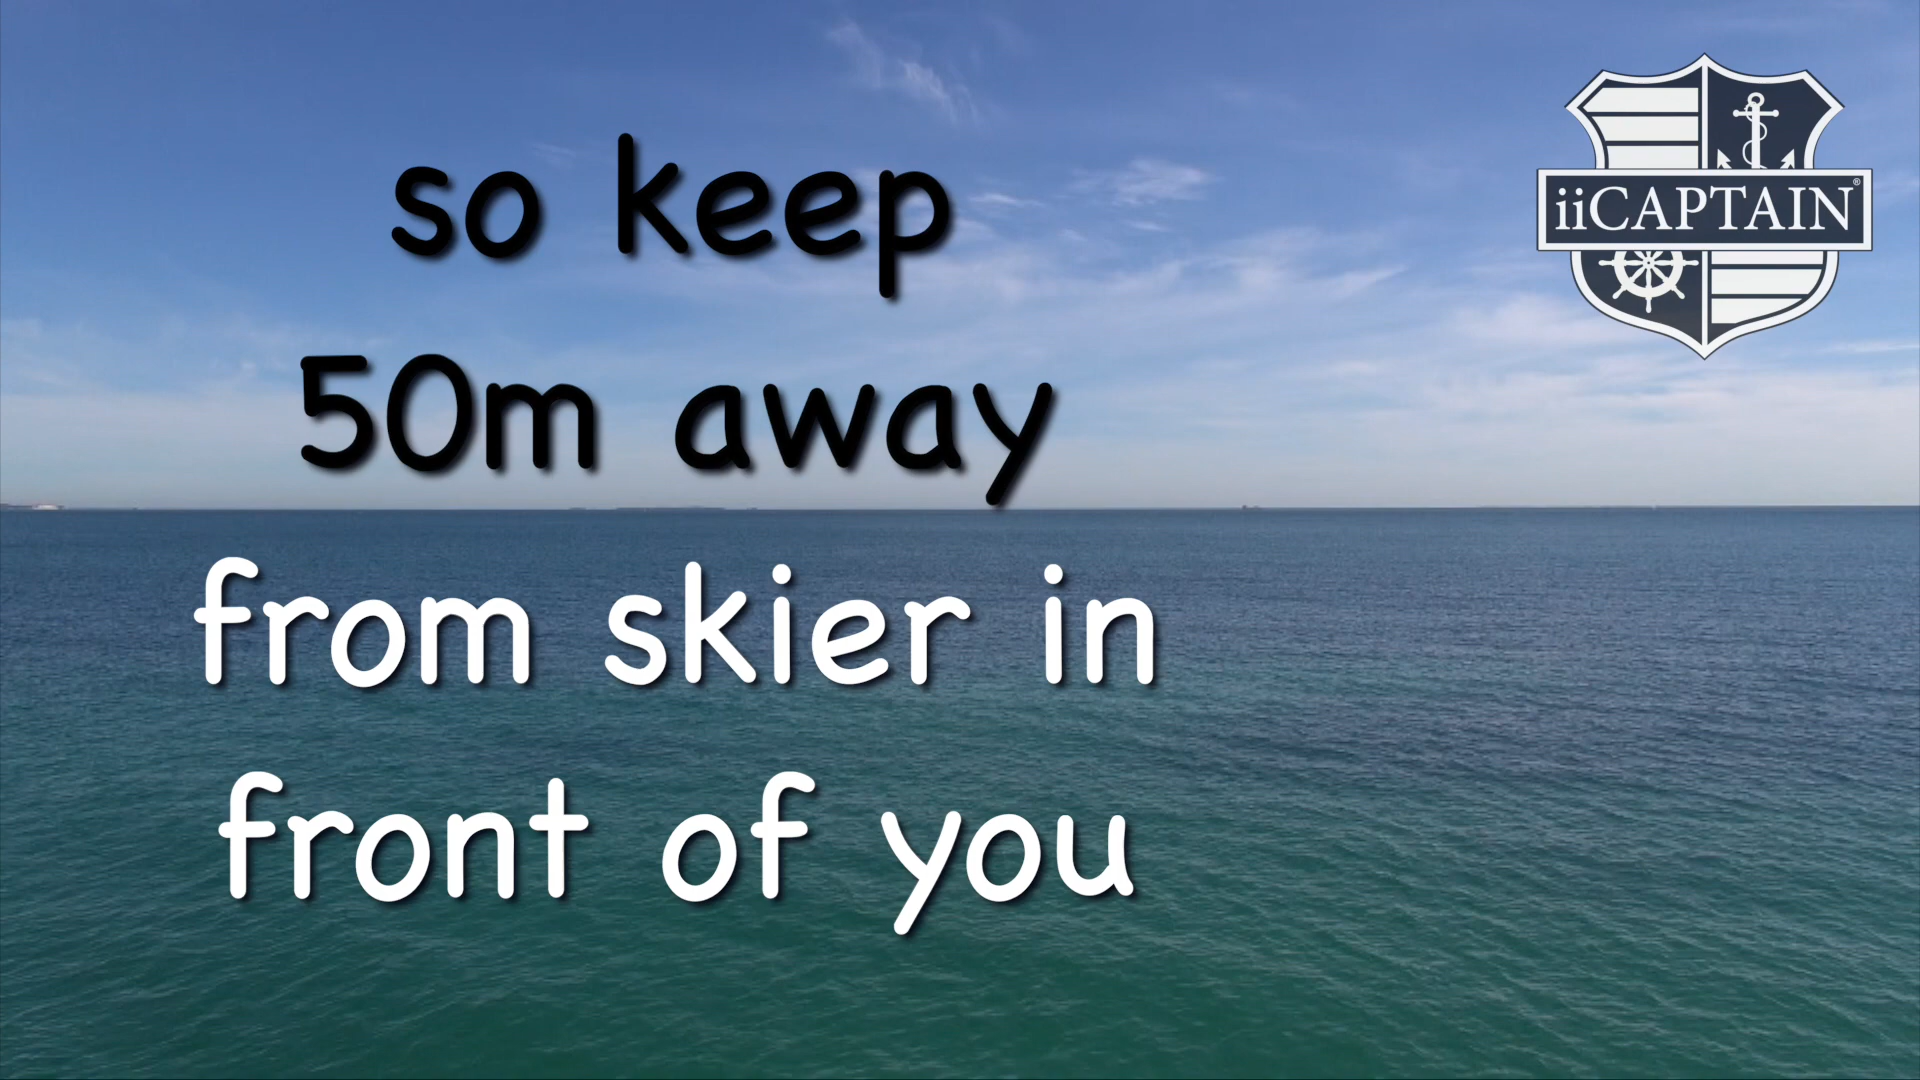 so keep
50m away
from skier in
front of you
iiCAPTAIN®